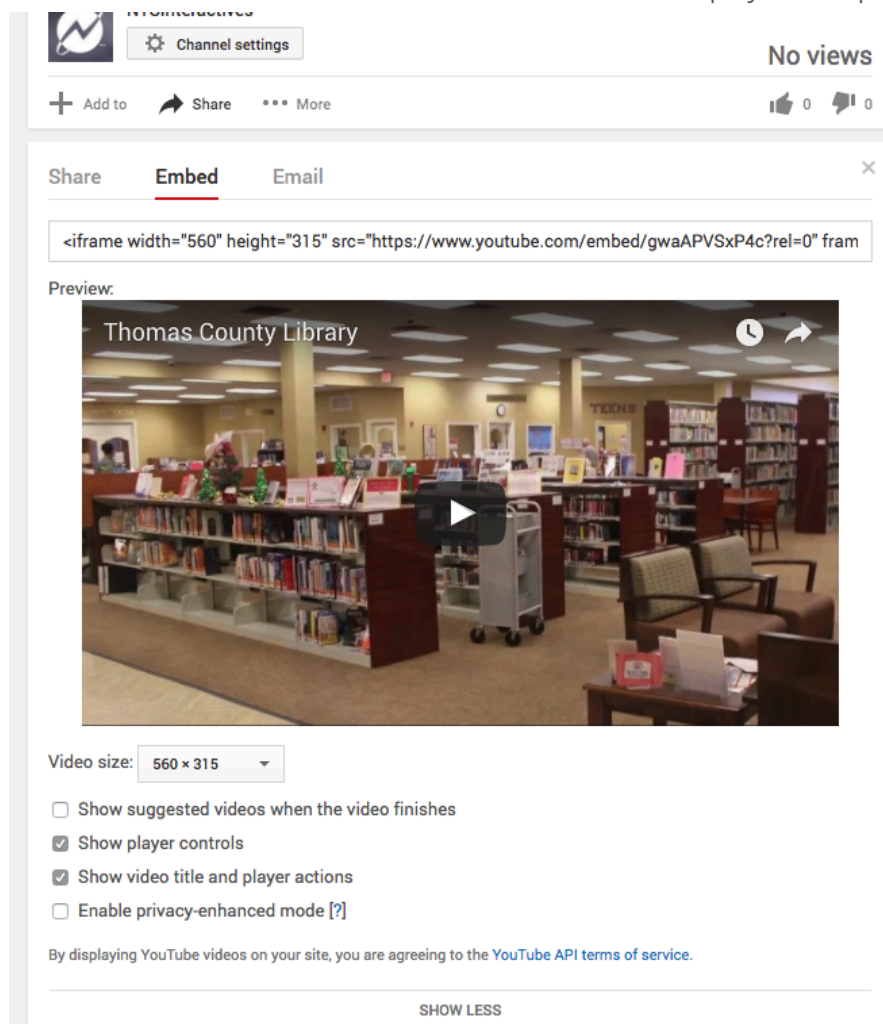 Channel settings
No views
Add to Share ••• More 0 0
Share Embed Email ×
<iframe width="560" height="315" src="https://www.youtube.com/embed/gwaAPVSxP4c?rel=0" fram
Preview:
Thomas County Library
TEENS
Video size: 560 × 315
Show suggested videos when the video finishes
Show player controls
Show video title and player actions
Enable privacy-enhanced mode [?]
By displaying YouTube videos on your site, you are agreeing to the YouTube API terms of service.
SHOW LESS